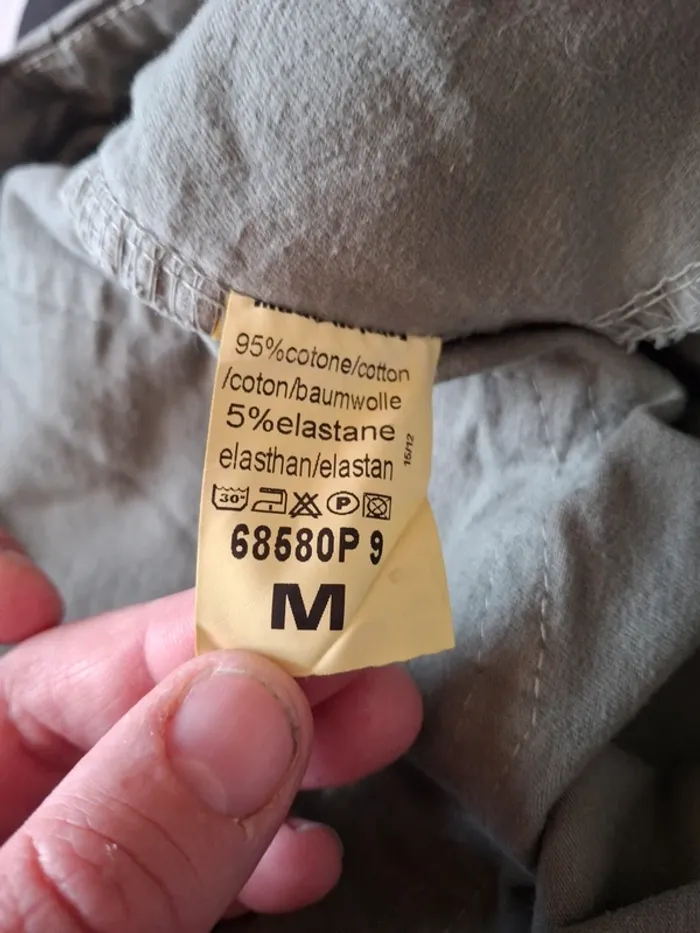 95%cotone/cotton
/coton/baumwolle
5%elastane
elasthan/elastan
15/12
30°
P
68580P 9
M